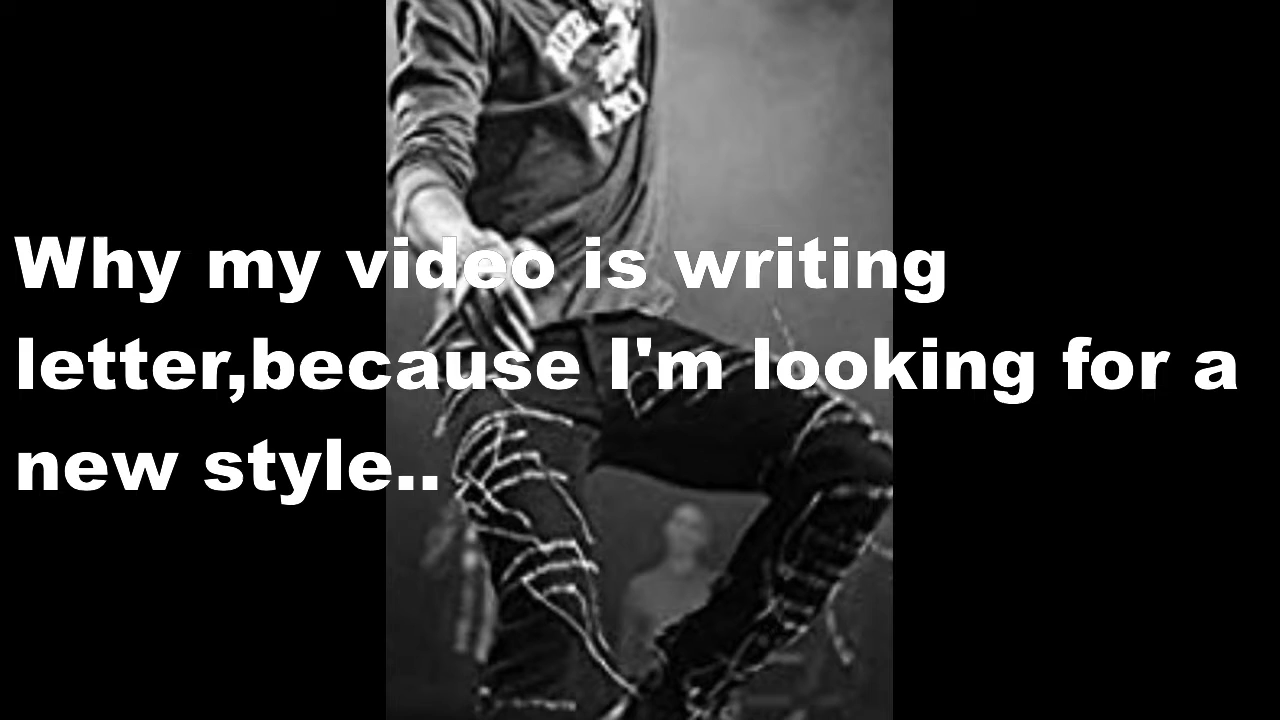 Why my video is writing
letter,because I'm looking for a
new style..